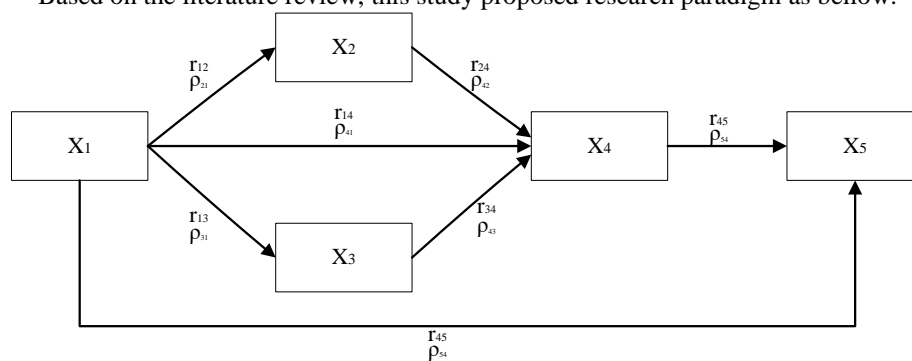 Based on the literature review, this study proposed research paradigm as bellow:
X2
r12
ρ21
r24
ρ42
r14
ρ41
r45
ρ54
X1
X4
X5
r13
ρ31
r34
ρ43
X3
r45
ρ54